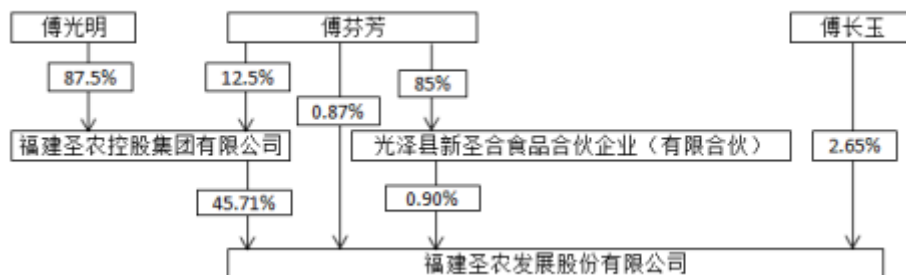 傅光明
傅芬芳
傅长玉
87.5%
12.5%
0.87%
85%
福建圣农控股集团有限公司
光泽县新圣合食品合伙企业（有限合伙）
2.65%
45.71%
0.90%
福建圣农发展股份有限公司